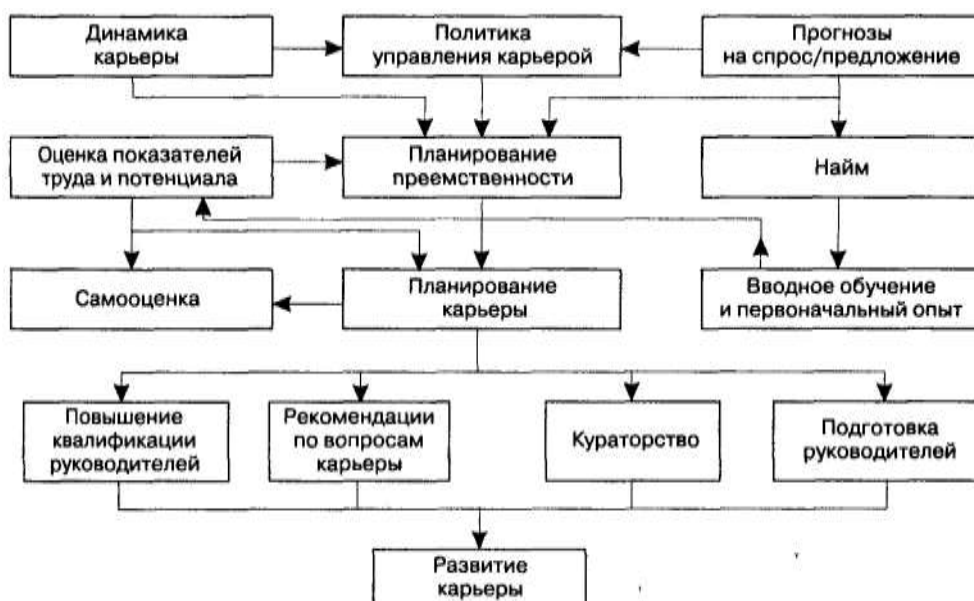 Динамика
карьеры
Политика
управления карьерой
Прогнозы
на спрос/предложение
Оценка показателей
труда и потенциала
Планирование
преемственности
Найм
Самооценка
Планирование
карьеры
Вводное обучение
и первоначальный опыт
Повышение
квалификации
руководителей
Рекомендации
по вопросам
карьеры
Кураторство
Подготовка
руководителей
Развитие
карьеры